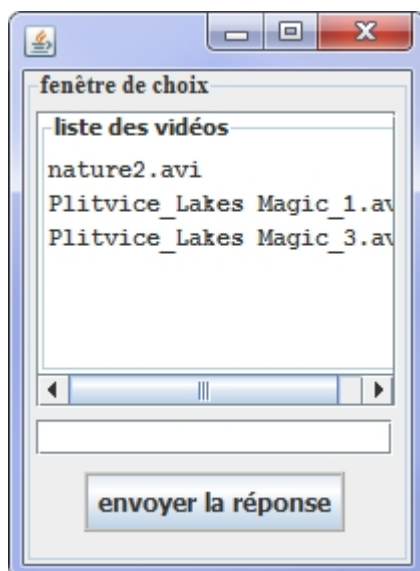 fenêtre de choix
liste des vidéos
nature2.avi
Plitvice_Lakes Magic_1.av
Plitvice_Lakes Magic_3.av
envoyer la réponse